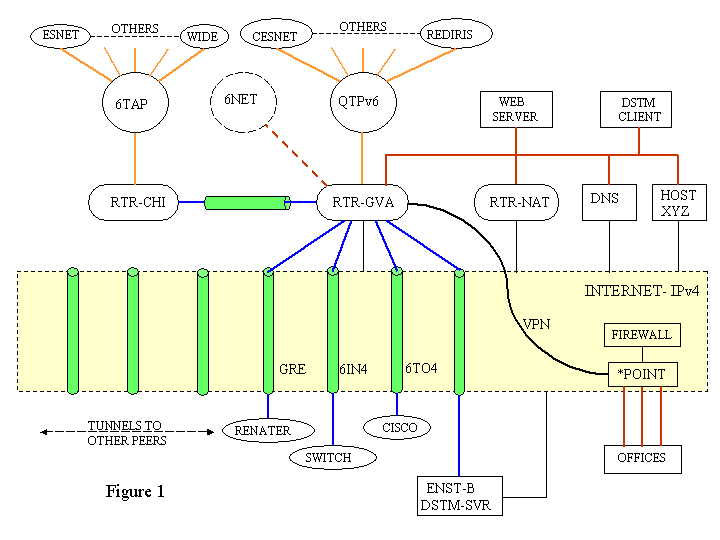 OTHERS
ESNET
WIDE
OTHERS
CESNET
REDIRIS
6TAP
6NET
QTPv6
WEB
SERVER
DSTM
CLIENT
RTR-CHI
RTR-GVA
RTR-NAT
DNS
HOST
XYZ
INTERNET- IPv4
VPN
FIREWALL
GRE
6IN4
6TO4
*POINT
TUNNELS TO
OTHER PEERS
RENATER
CISCO
SWITCH
OFFICES
ENST-B
DSTM-SVR
Figure 1